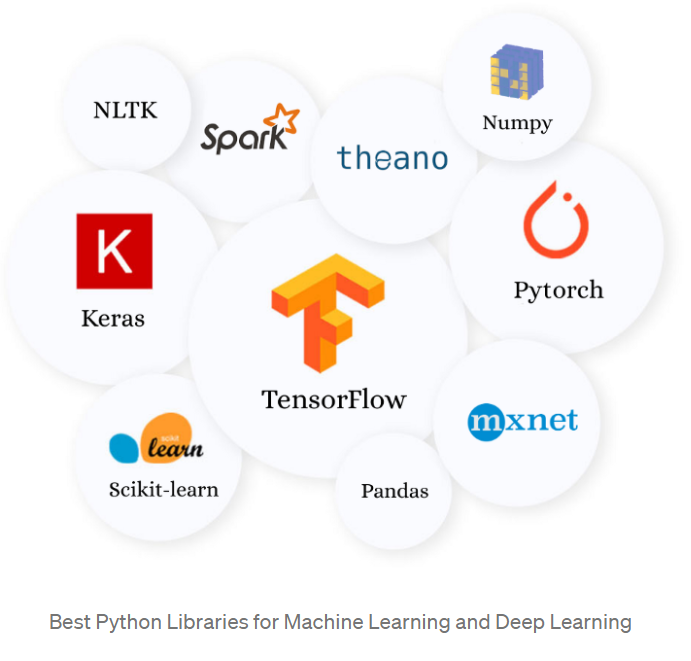 NLTK
Spark
theano
Numpy
K
Keras
Pytorch
TensorFlow
scikit
learn
Scikit-learn
mxnet
Pandas
Best Python Libraries for Machine Learning and Deep Learning